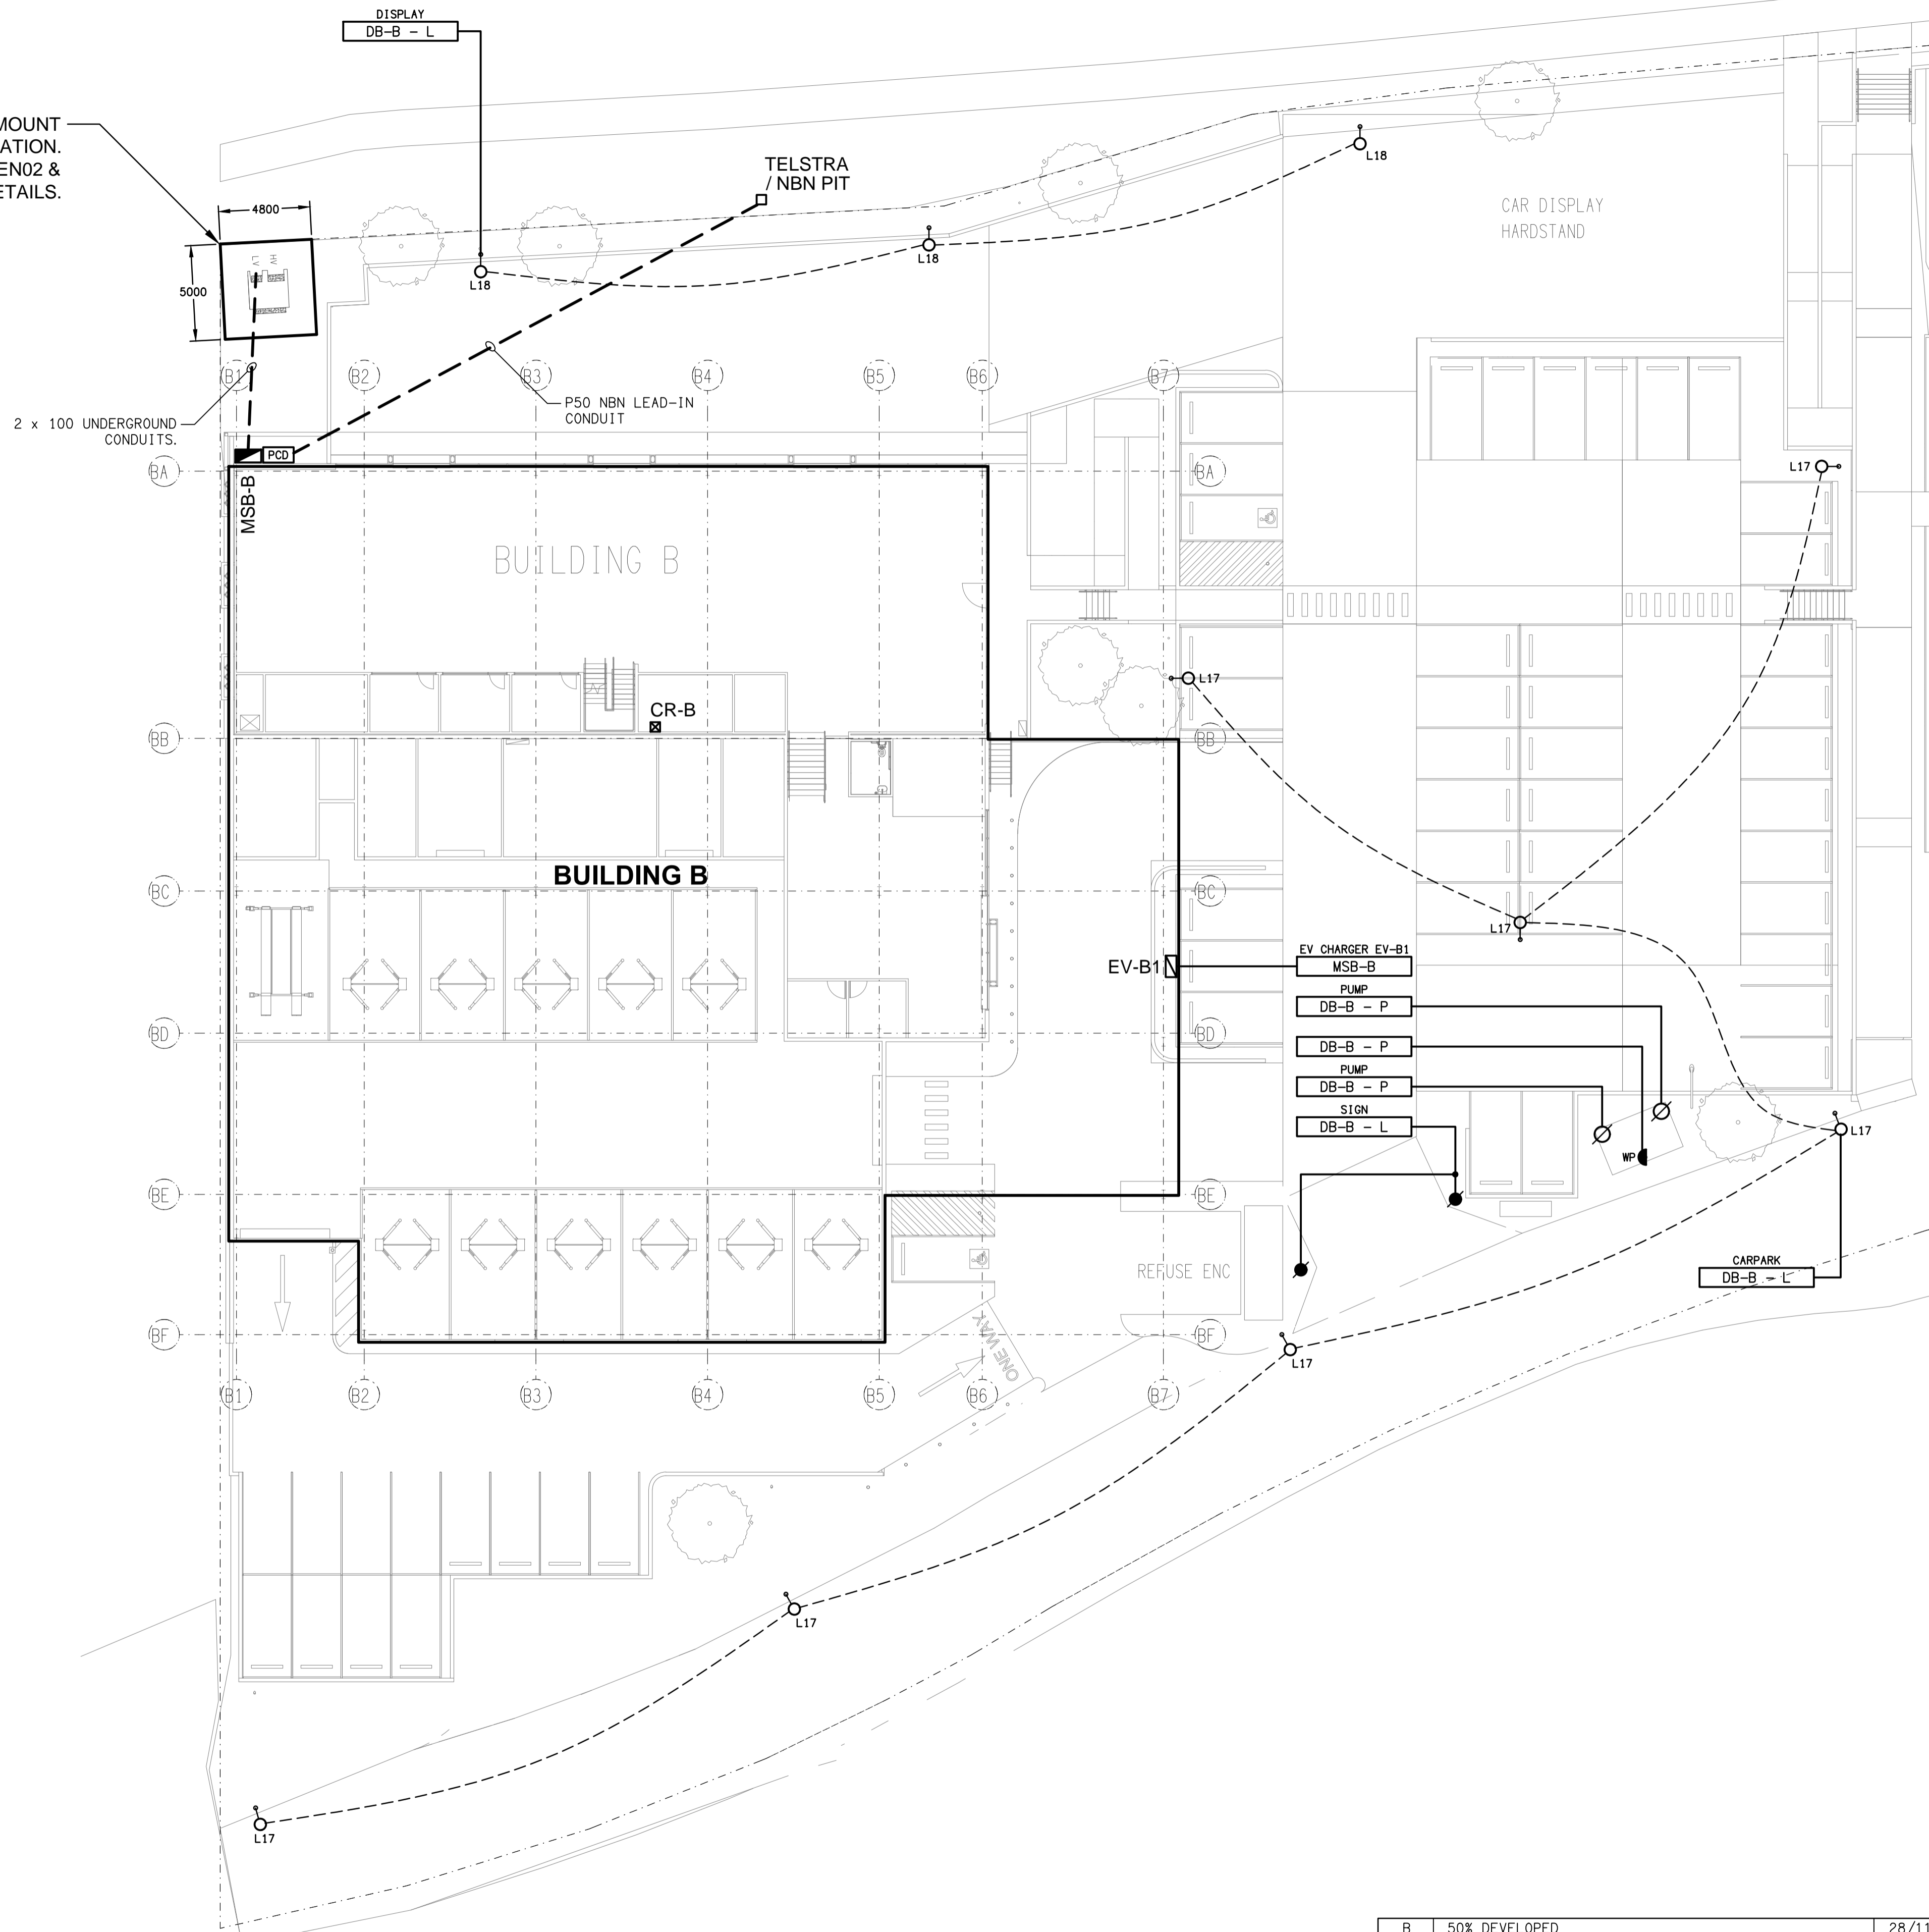 DISPLAY
DB-B - L
MOUNT
ATION.
EN02 &
ETAILS.
4800
5000
LV
HV
TELSTRA
/ NBN PIT
L18
L18
L18
CAR DISPLAY
HARDSTAND
P50 NBN LEAD-IN
CONDUIT
2 x 100 UNDERGROUND
CONDUITS.
B1
B2
B3
B4
B5
B6
B7
PCD
MSB-B
BA
BA
L17
BUILDING B
L17
CR-B
BB
BB
BUILDING B
BC
BC
L17
EV-B1
EV CHARGER EV-B1
MSB-B
PUMP
DB-B - P
BD
BD
DB-B - P
PUMP
DB-B - P
SIGN
DB-B - L
WP
L17
BE
BE
REFUSE ENC
CARPARK
DB-B - L
BF
BF
ONE WAY
L17
B1
B2
B3
B4
B5
B6
B7
L17
L17
B
50% DEVELOPED
28/11